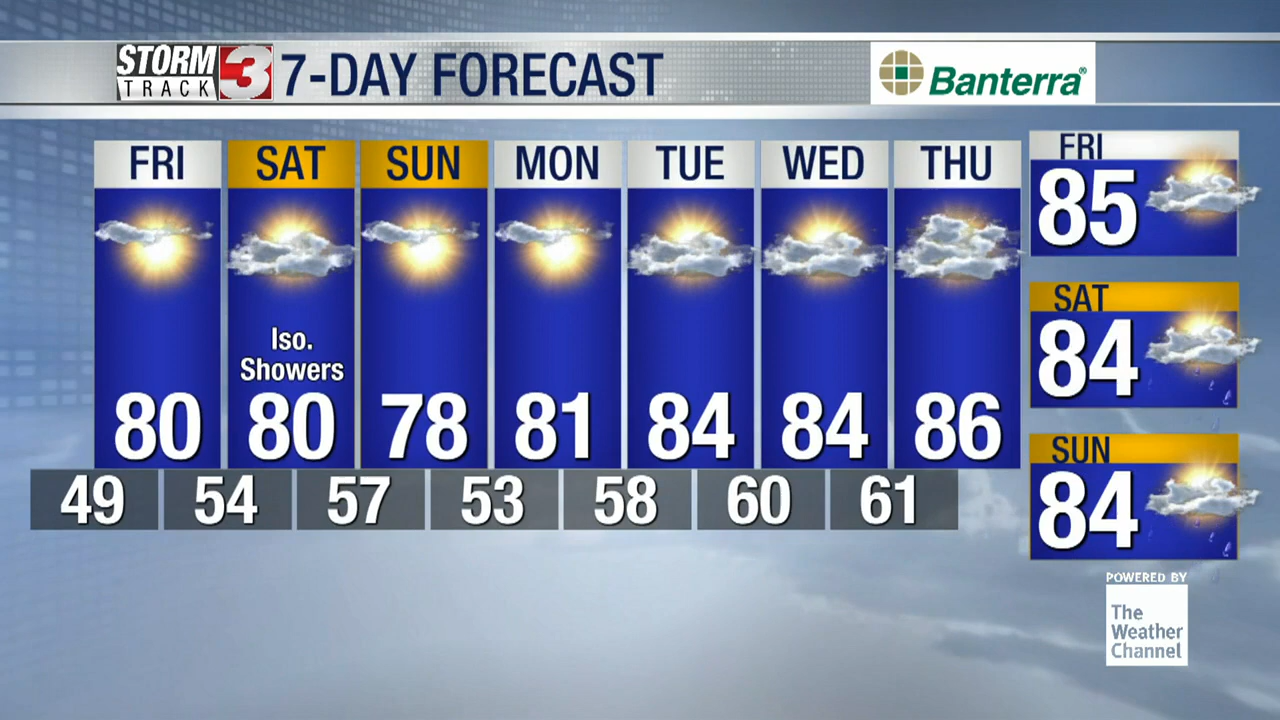 STORM
TRACK 3
7-DAY FORECAST
Banterra®
FRI SAT SUN MON TUE WED THU
Iso.
Showers
80 80 78 81 84 84 86
49 54 57 53 58 60 61
FRI
85
SAT
84
SUN
84
POWERED BY
The
Weather
Channel